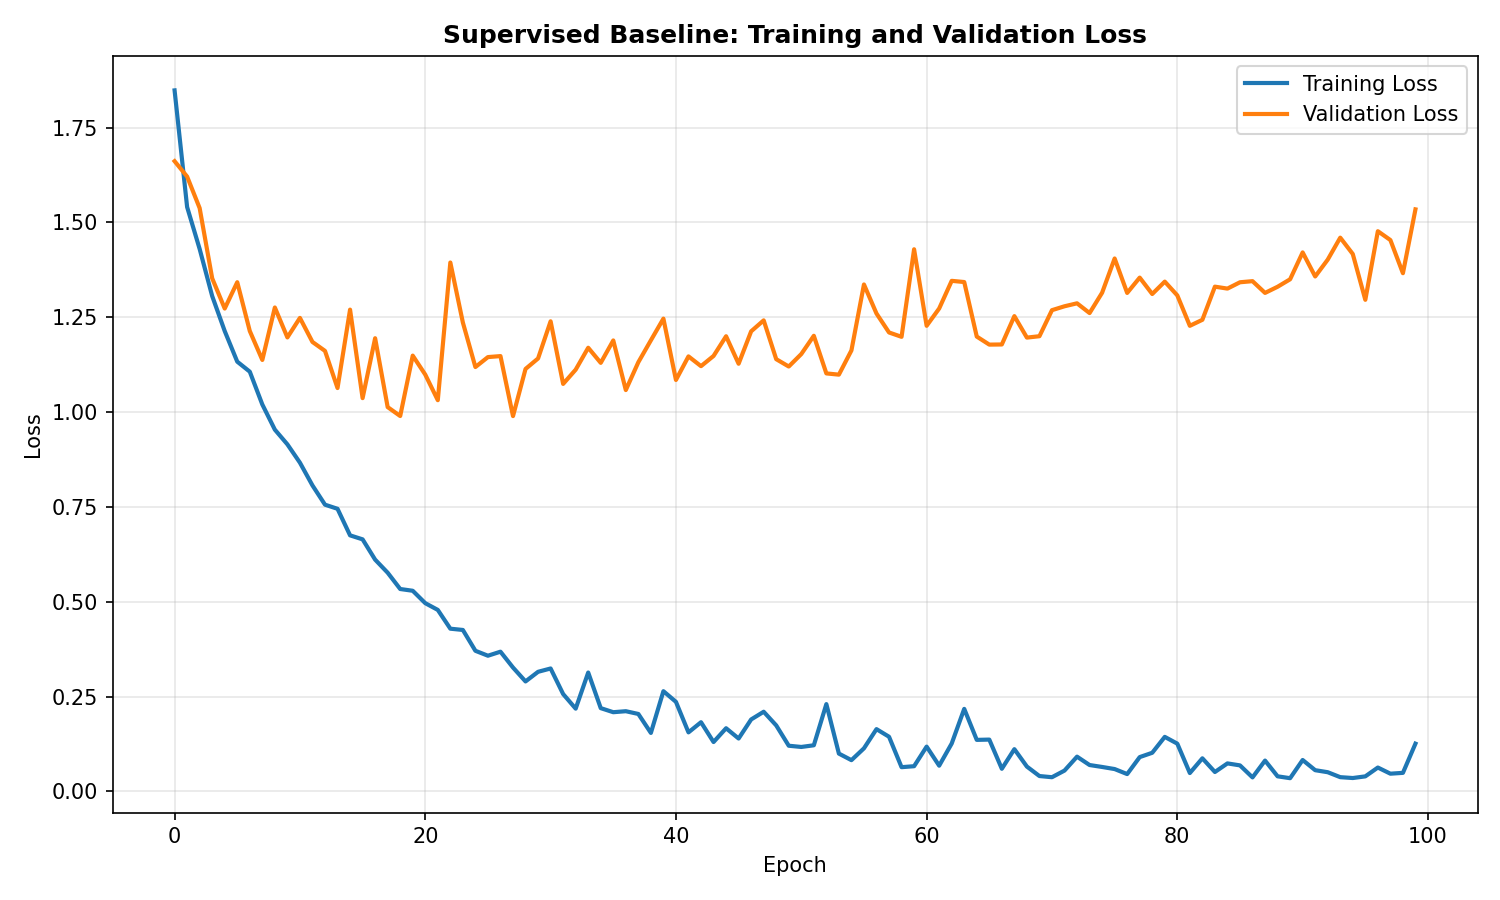 Supervised Baseline: Training and Validation Loss
Training Loss
Validation Loss
1.75
1.50
1.25
1.00
0.75
0.50
0.25
0.00
Loss
0 20 40 60 80 100
Epoch